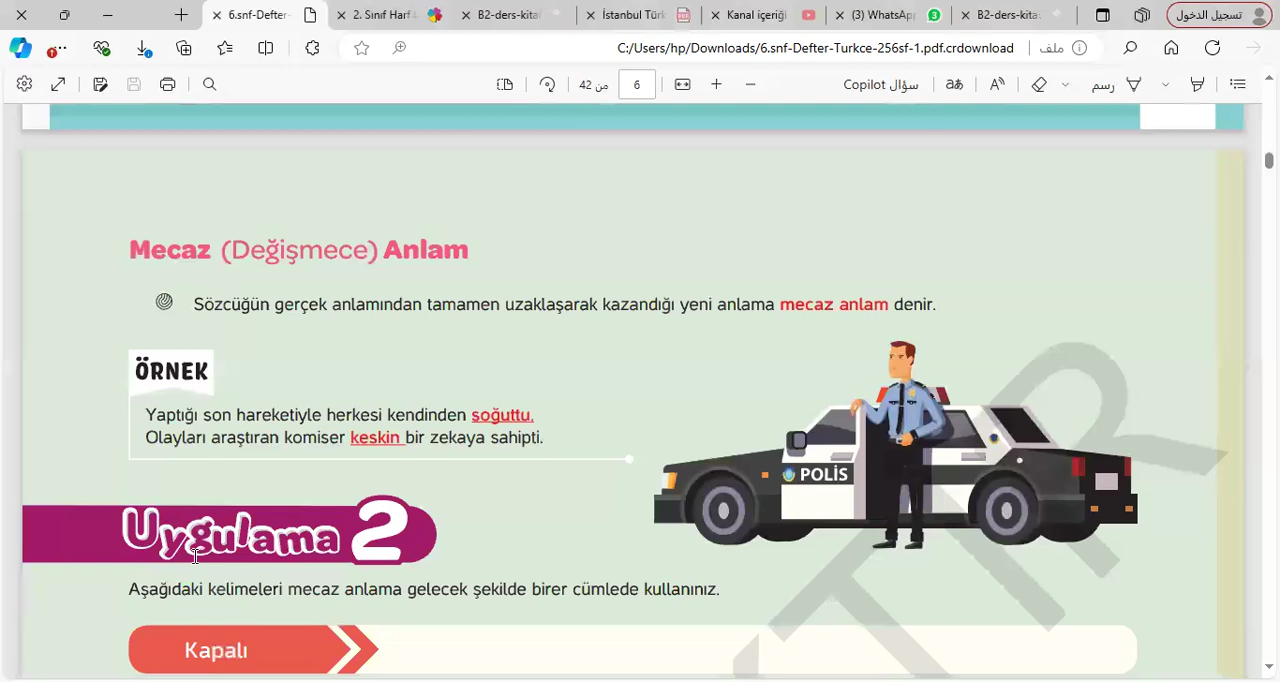 6.snf-Defter-
2. Sınıf Harf
B2-ders-kita
İstanbul Türk
Kanal içeriği
(3) WhatsApp
3
B2-ders-kita
تسجيل الدخول
C:/Users/hp/Downloads/6.snf-Defter-Turkce-256sf-1.pdf.crdownload
ملف
6
من 42
سؤال Copilot
رسم
Mecaz (Değişmece) Anlam
Sözcüğün gerçek anlamından tamamen uzaklaşarak kazandığı yeni anlama mecaz anlam denir.
ÖRNEK
Yaptığı son hareketiyle herkesi kendinden soğuttu.
Olayları araştıran komiser keskin bir zekaya sahipti.
POLİS
Uygulama 2
Aşağıdaki kelimeleri mecaz anlama gelecek şekilde birer cümlede kullanınız.
Kapalı
TR